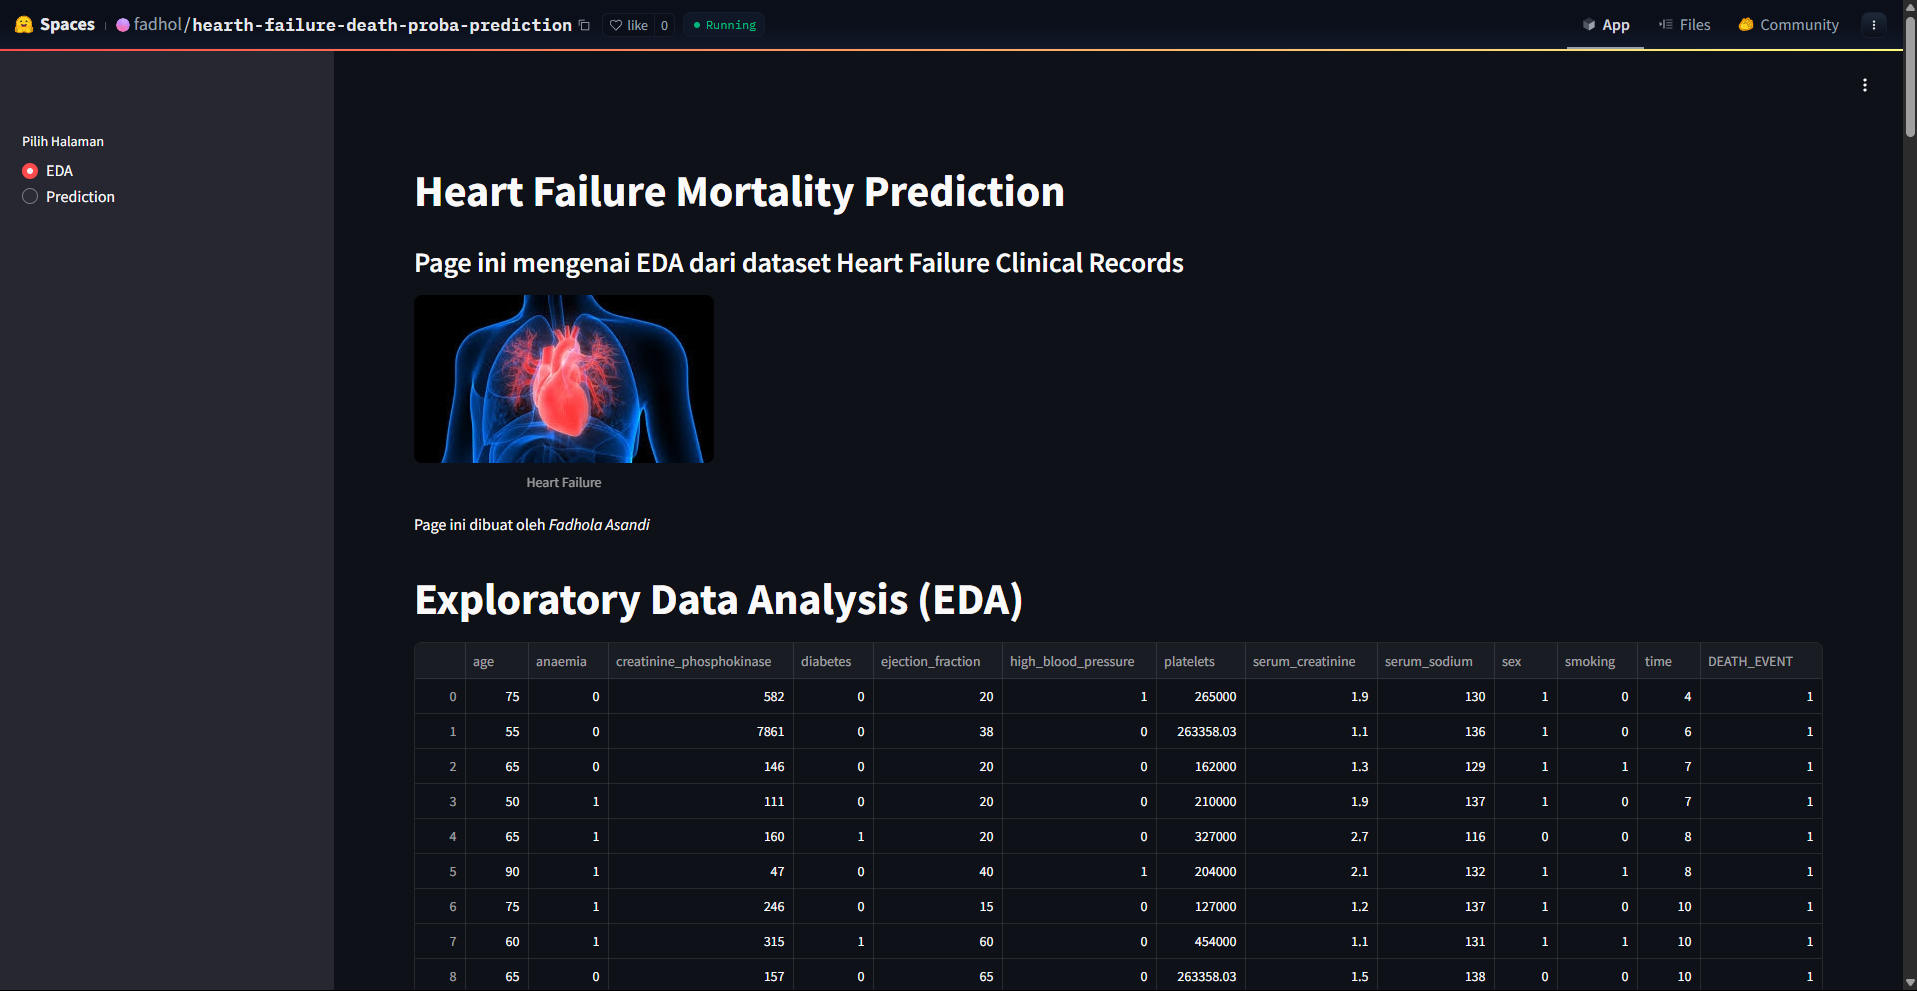 Spaces fadhol/hearth-failure-death-proba-prediction like 0 Running App Files Community
Pilih Halaman
EDA
Prediction
Heart Failure Mortality Prediction
Page ini mengenai EDA dari dataset Heart Failure Clinical Records
Heart Failure
Page ini dibuat oleh Fadhola Asandi
Exploratory Data Analysis (EDA)
age anaemia creatinine_phosphokinase diabetes ejection_fraction high_blood_pressure platelets serum_creatinine serum_sodium sex smoking time DEATH_EVENT
0 75 0 582 0 20 1 265000 1.9 130 1 0 4 1
1 55 0 7861 0 38 0 263358.03 1.1 136 1 0 6 1
2 65 0 146 0 20 0 162000 1.3 129 1 1 7 1
3 50 1 111 0 20 0 210000 1.9 137 1 0 7 1
4 65 1 160 1 20 0 327000 2.7 116 0 0 8 1
5 90 1 47 0 40 1 204000 2.1 132 1 1 8 1
6 75 1 246 0 15 0 127000 1.2 137 1 0 10 1
7 60 1 315 1 60 0 454000 1.1 131 1 1 10 1
8 65 0 157 0 65 0 263358.03 1.5 138 0 0 10 1